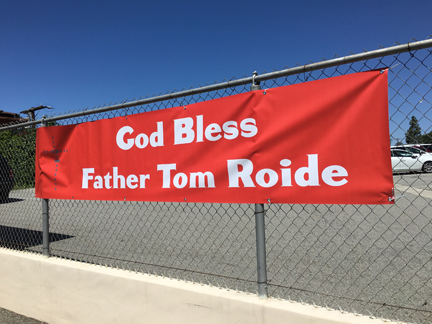 God Bless
Father Tom Roide